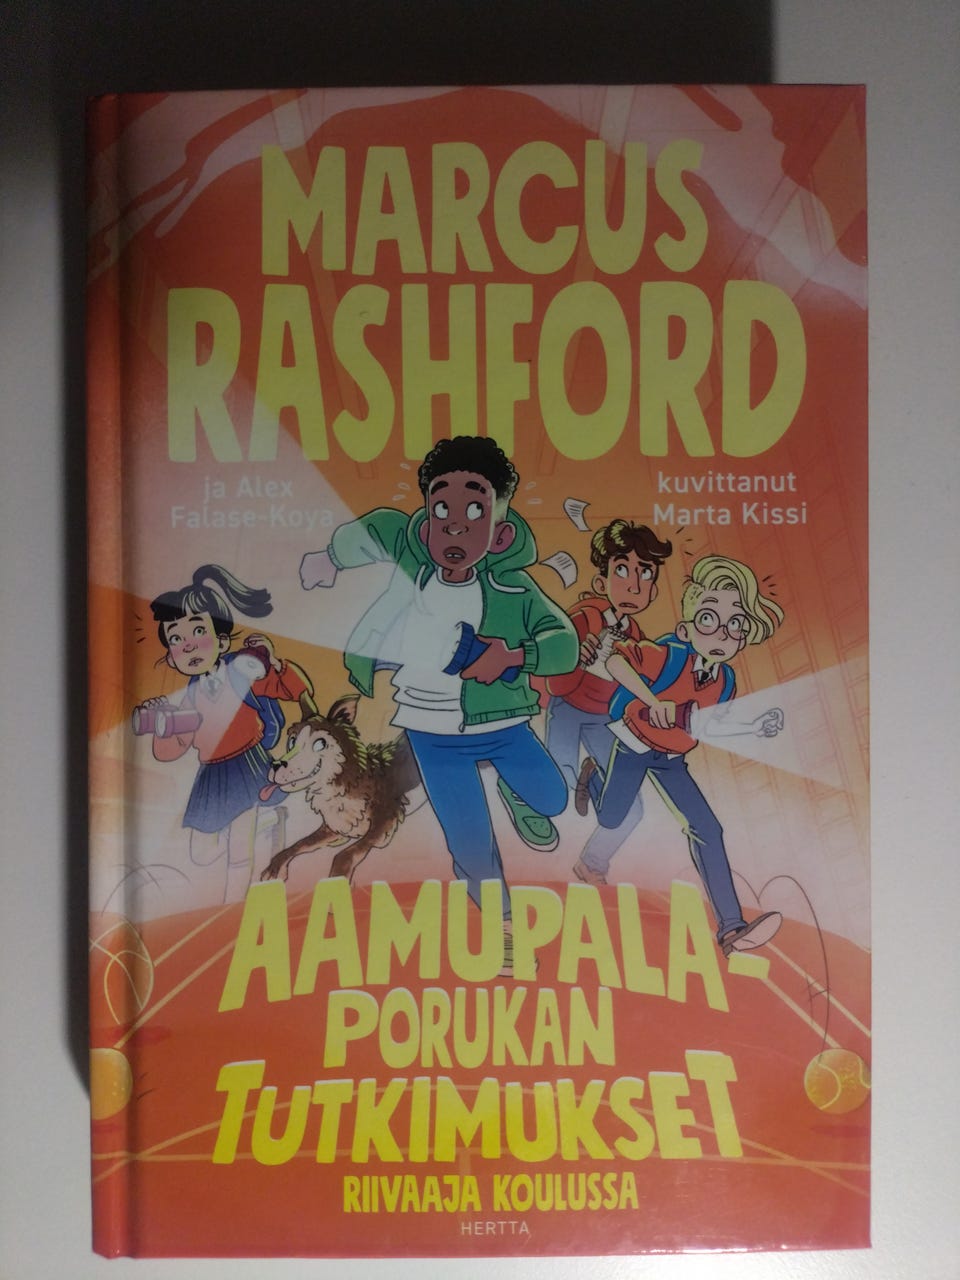 MARCUS
RASHFORD
ja Alex
Falase-Koya
kuvittanut
Marta Kissi
AAMUPALA-
PORUKAN
TUTKIMUKSET
RIIVAAJA KOULUSSA
HERTTA